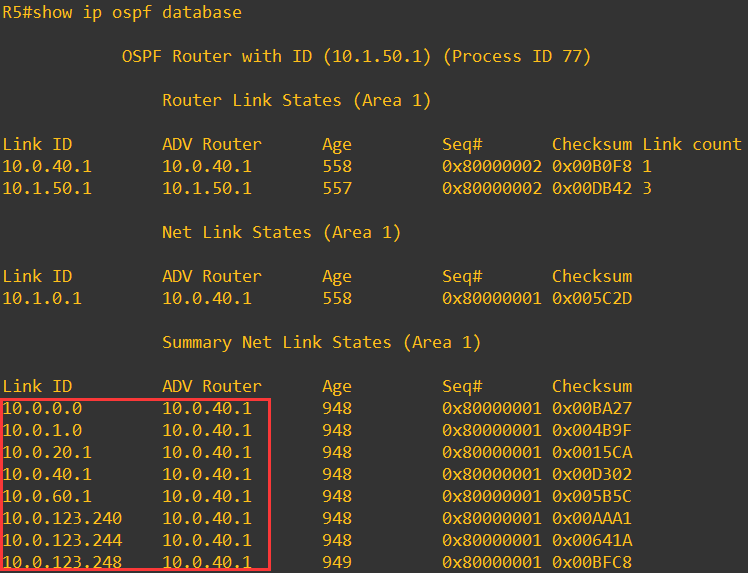 R5#show ip ospf database
OSPF Router with ID (10.1.50.1) (Process ID 77)
Router Link States (Area 1)
Link ID ADV Router Age Seq# Checksum Link count
10.0.40.1 10.0.40.1 558 0x80000002 0x00B0F8 1
10.1.50.1 10.1.50.1 557 0x80000002 0x00DB42 3
Net Link States (Area 1)
Link ID ADV Router Age Seq# Checksum
10.1.0.1 10.0.40.1 558 0x80000001 0x005C2D
Summary Net Link States (Area 1)
Link ID ADV Router Age Seq# Checksum
10.0.0.0 10.0.40.1 948 0x80000001 0x00BA27
10.0.1.0 10.0.40.1 948 0x80000001 0x004B9F
10.0.20.1 10.0.40.1 948 0x80000001 0x0015CA
10.0.40.1 10.0.40.1 948 0x80000001 0x00D302
10.0.60.1 10.0.40.1 948 0x80000001 0x005B5C
10.0.123.240 10.0.40.1 948 0x80000001 0x00AAA1
10.0.123.244 10.0.40.1 948 0x80000001 0x00641A
10.0.123.248 10.0.40.1 949 0x80000001 0x00BFC8